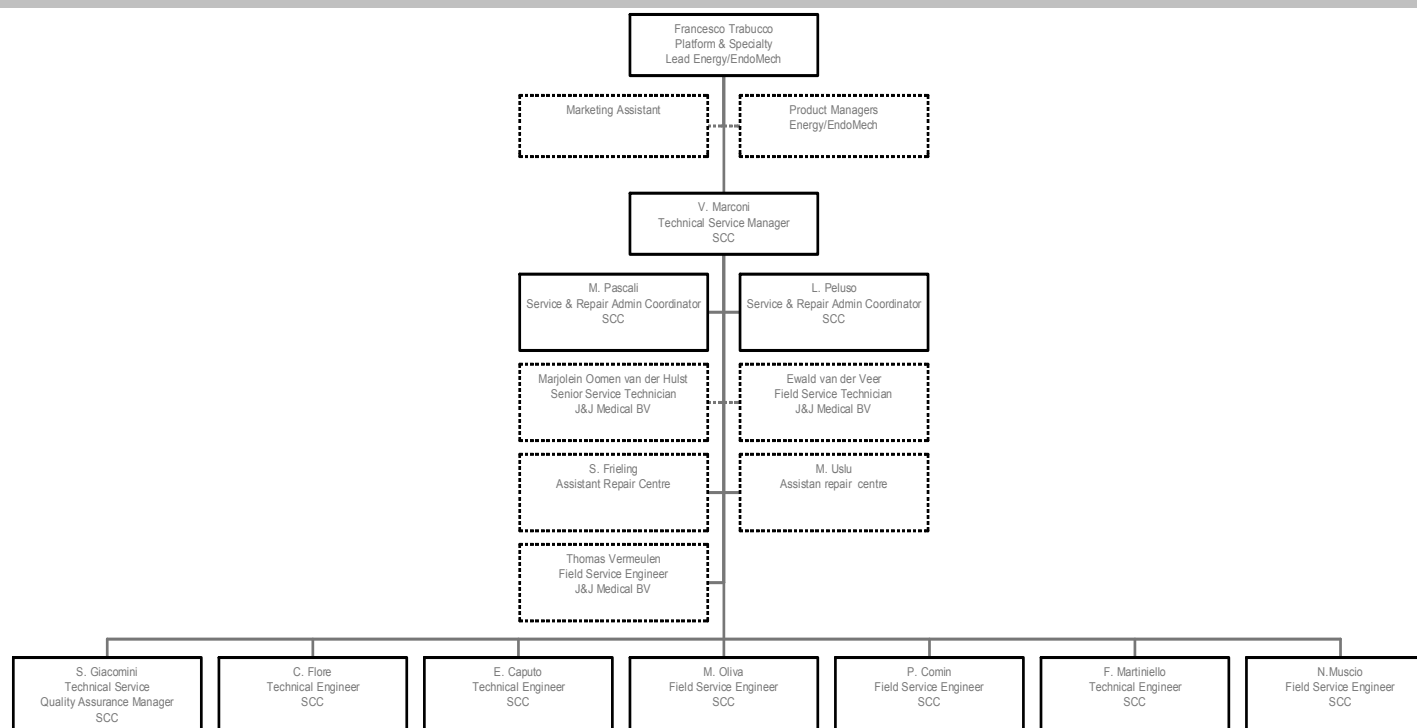 Francesco Trabucco
Platform & Specialty
Lead Energy/EndoMech
Marketing Assistant
Product Managers
Energy/EndoMech
V. Marconi
Technical Service Manager
SCC
M. Pascali
Service & Repair Admin Coordinator
SCC
L. Peluso
Service & Repair Admin Coordinator
SCC
Marjolein Oomen van der Hulst
Senior Service Technician
J&J Medical BV
Ewald van der Veer
Field Service Technician
J&J Medical BV
S. Frieling
Assistant Repair Centre
M. Uslu
Assistan repair centre
Thomas Vermeulen
Field Service Engineer
J&J Medical BV
S. Giacomini
Technical Service
Quality Assurance Manager
SCC
C. Flore
Technical Engineer
SCC
E. Caputo
Technical Engineer
SCC
M. Oliva
Field Service Engineer
SCC
P. Comin
Field Service Engineer
SCC
F. Martiniello
Technical Engineer
SCC
N.Muscio
Field Service Engineer
SCC